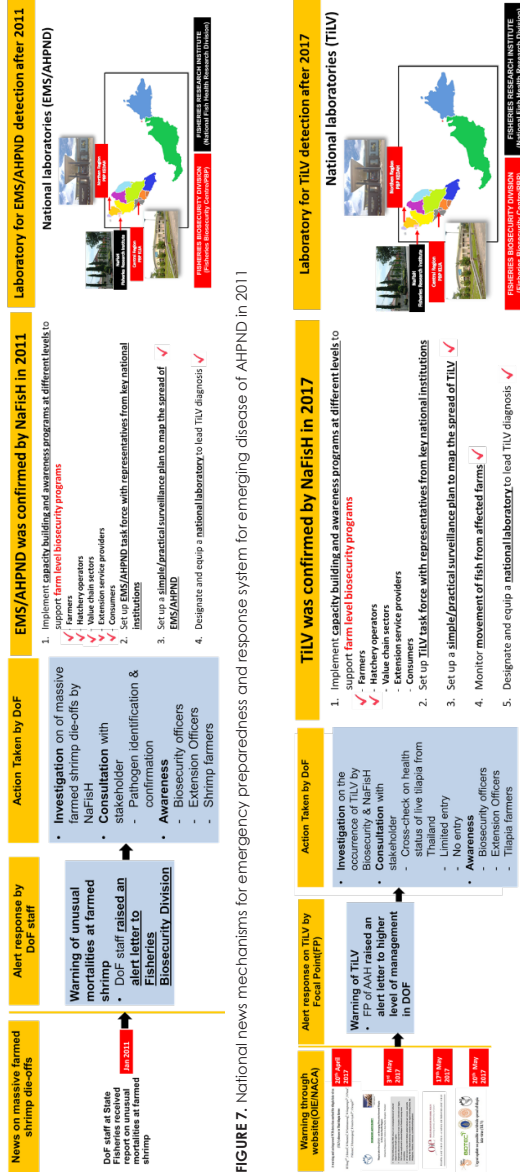 News on massive farmed
shrimp die-offs
Alert response by
DoF staff
Action Taken by DoF
EMS/AHPND was confirmed by NaFisH in 2011
Laboratory for EMS/AHPND detection after 2011
DoF staff at State
Fisheries received
report on unusual
mortalities at farmed
shrimp
Jan 2011
Warning of unusual
mortalities at farmed
shrimp
• DoF staff raised an
alert letter to
Fisheries
Biosecurity Division
• Investigation on of massive
farmed shrimp die-offs by
NaFisH
• Consultation with
stakeholder
- Pathogen identification &
confirmation
• Awareness
- Biosecurity officers
- Extension Officers
- Shrimp farmers
1. Implement capacity building and awareness programs at different levels to
support farm level biosecurity programs
- Farmers
- Hatchery operators
- Value chain sectors
- Extension service providers
- Consumers
2. Set up EMS/AHPND task force with representatives from key national
institutions
3. Set up a simple/practical surveillance plan to map the spread of
EMS/AHPND
4. Designate and equip a national laboratory to lead TiLV diagnosis
National laboratories (EMS/AHPND)
FISHERIES BIOSECURITY DIVISION
(Fisheries Biosecurity Centre/PBP)
FISHERIES RESEARCH INSTITUTE
(National Fish Health Research Division)
FIGURE 7. National news mechanisms for emergency preparedness and response system for emerging disease of AHPND in 2011
Warning through
website(OIE/NACA)
Alert response on TiLV by
Focal Point(FP)
Action Taken by DoF
TiLV was confirmed by NaFisH in 2017
Laboratory for TiLV detection after 2017
20th April
2017
3rd May
2017
17th May
2017
20th May
2017
Warning of TiLV
• FP of AAH raised an
alert letter to higher
level of management
in DOF
• Investigation on the
occurrence of TiLV by
Biosecurity & NaFisH
• Consultation with
stakeholder
- Cross-check on health
status of live tilapia from
Thailand
- Limited entry
- No entry
• Awareness
- Biosecurity officers
- Extension Officers
- Tilapia farmers
1. Implement capacity building and awareness programs at different levels to
support farm level biosecurity programs
- Farmers
- Hatchery operators
- Value chain sectors
- Extension service providers
- Consumers
2. Set up TiLV task force with representatives from key national institutions
3. Set up a simple/practical surveillance plan to map the spread of TiLV
4. Monitor movement of fish from affected farms
5. Designate and equip a national laboratory to lead TiLV diagnosis
National laboratories (TiLV)
FISHERIES BIOSECURITY DIVISION
(Fisheries Biosecurity Centre/PBP)
FISHERIES RESEARCH INSTITUTE
(National Fish Health Research Division)